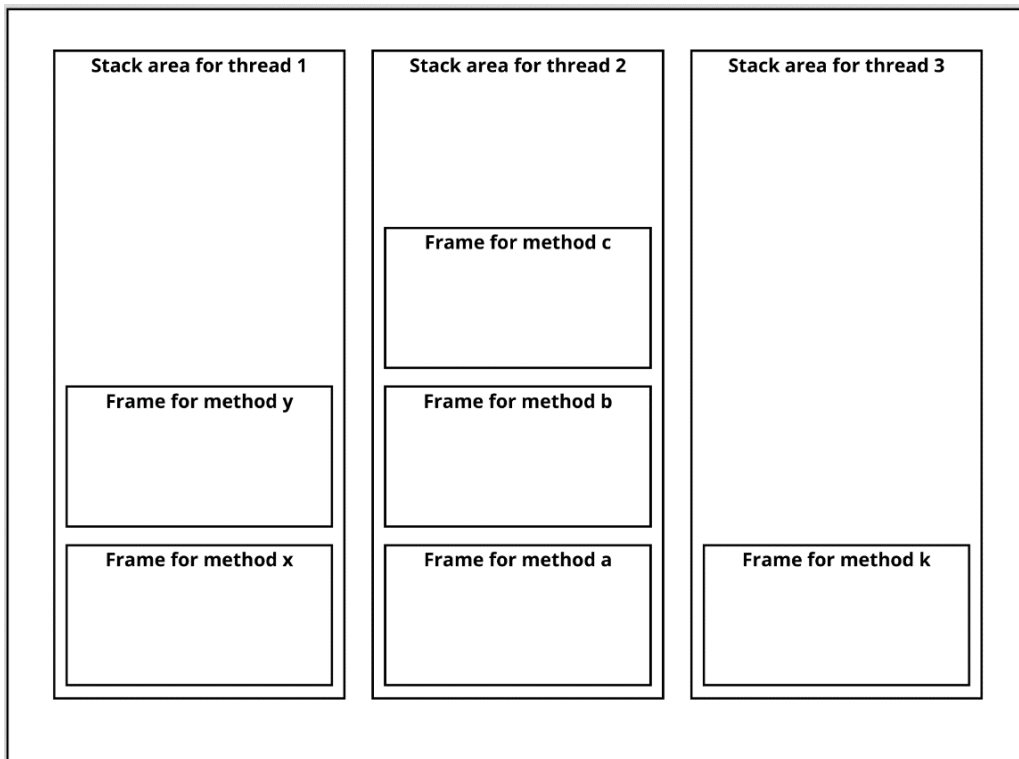 Stack area for thread 1
Stack area for thread 2
Stack area for thread 3
Frame for method c
Frame for method y
Frame for method b
Frame for method x
Frame for method a
Frame for method k